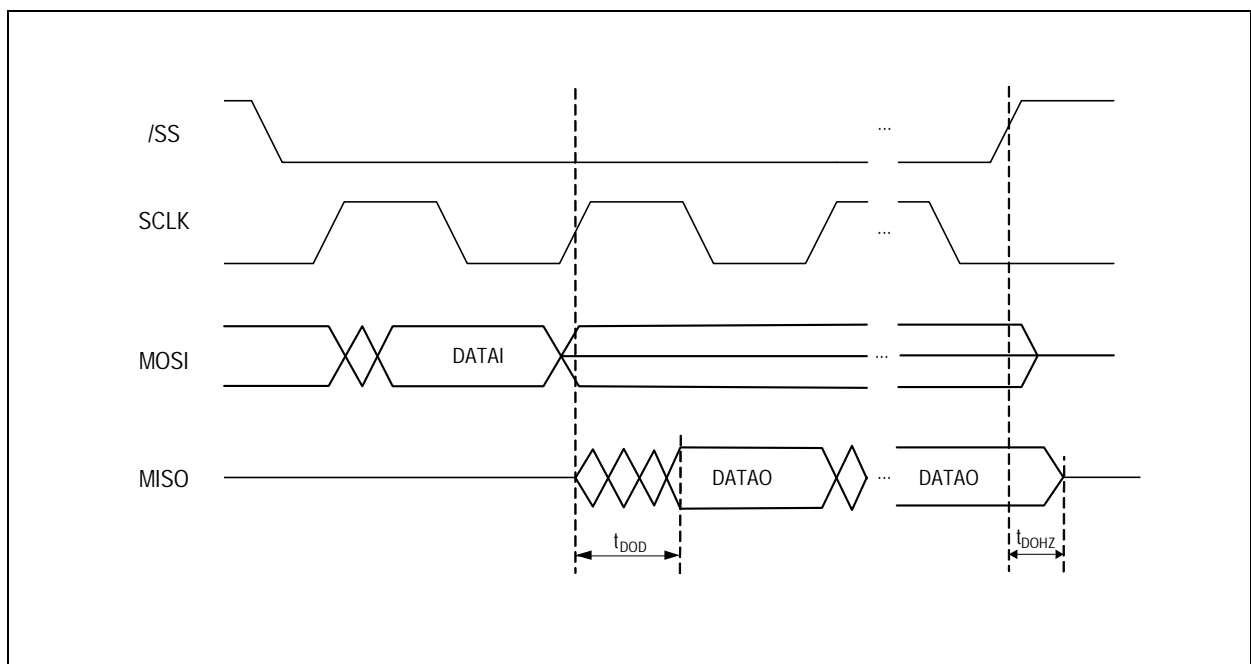 /SS
...
SCLK
...
MOSI
DATAI
...
MISO
DATAO
...
DATAO
tDOD
tDOHZ